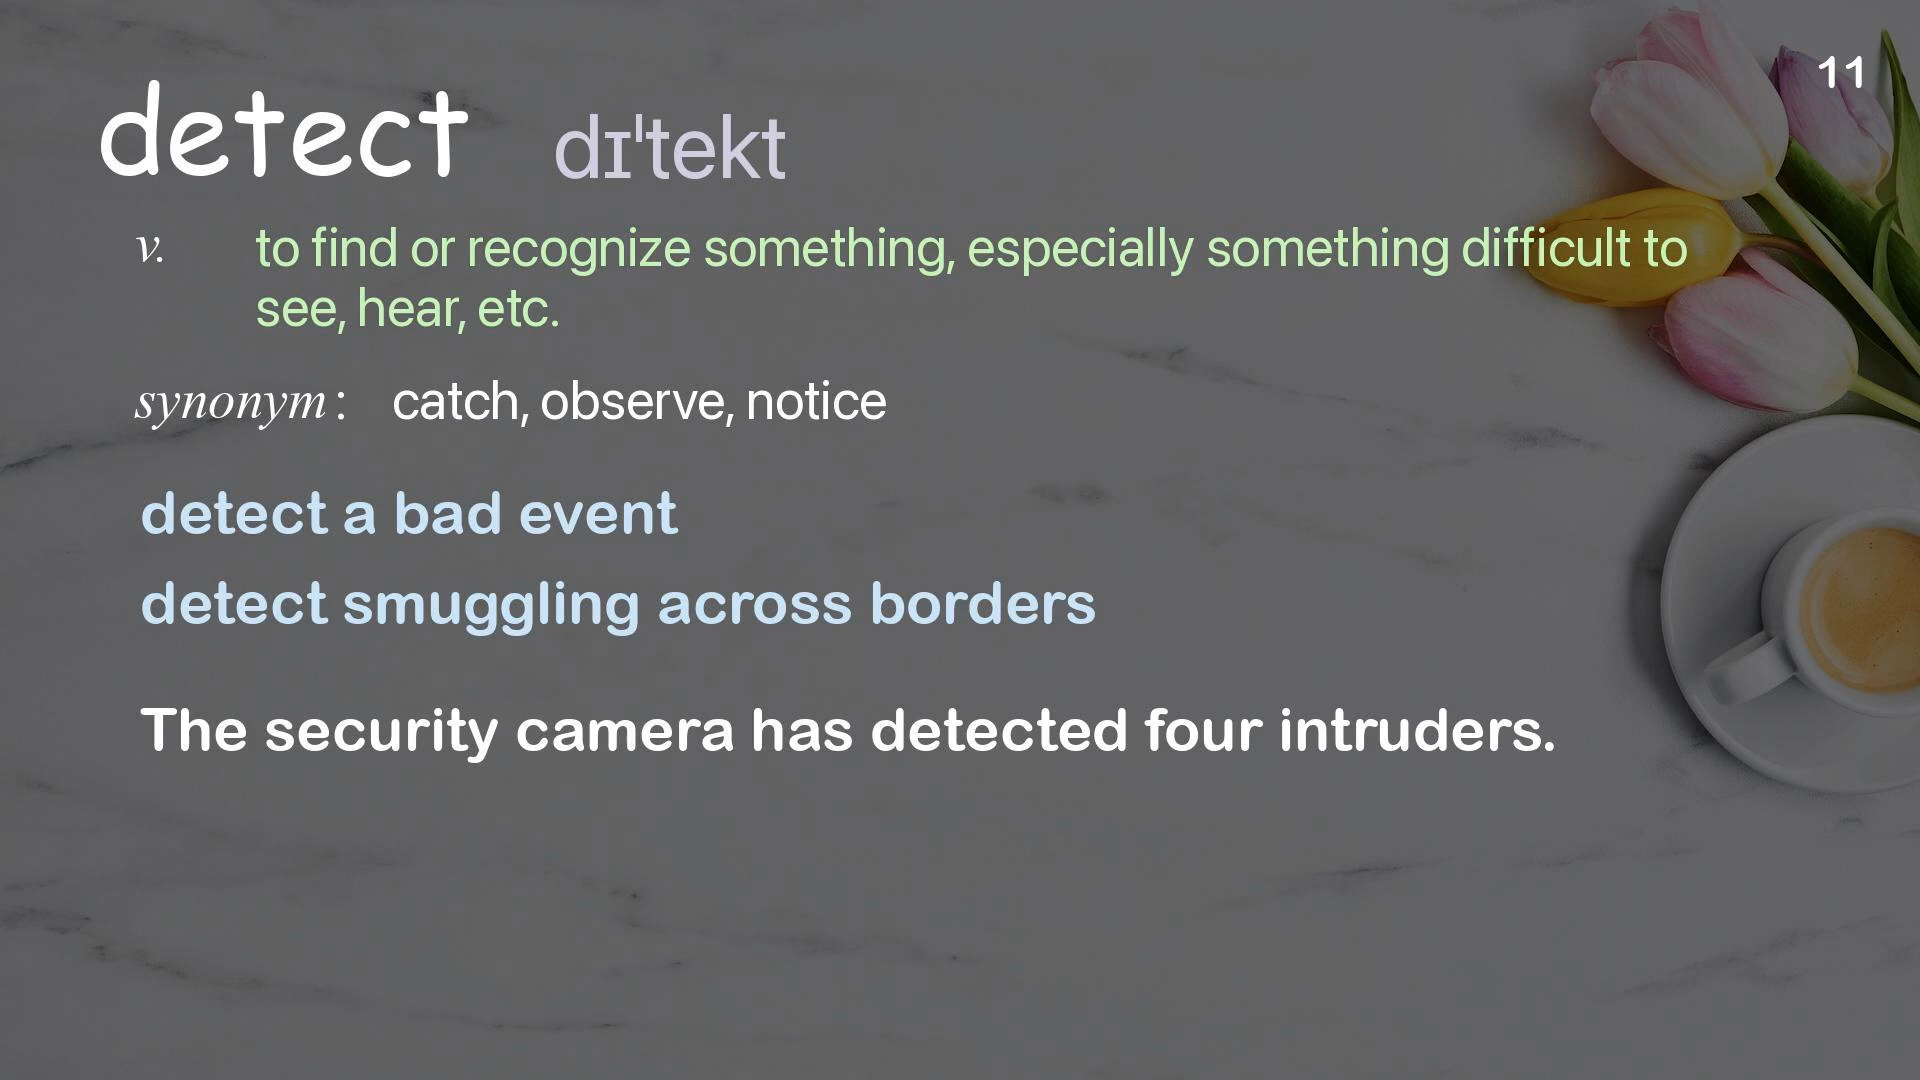 11
detect dɪ'tekt
v. to find or recognize something, especially something difficult to
see, hear, etc.
synonym : catch, observe, notice
detect a bad event
detect smuggling across borders
The security camera has detected four intruders.